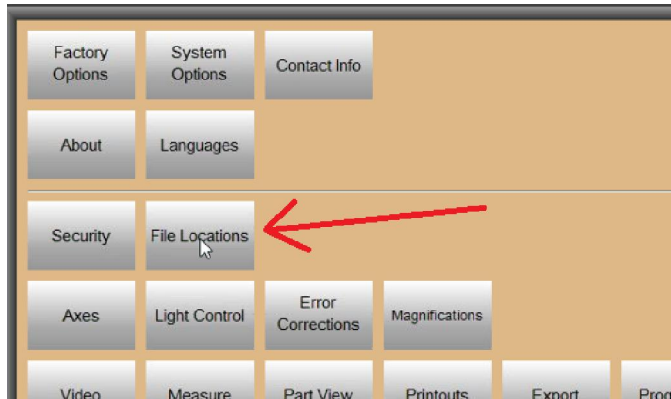 Factory
Options
System
Options
Contact Info
About
Languages
Security
File Locations
Axes
Light Control
Error
Corrections
Magnifications
Video
Measure
Part View
Printouts
Export